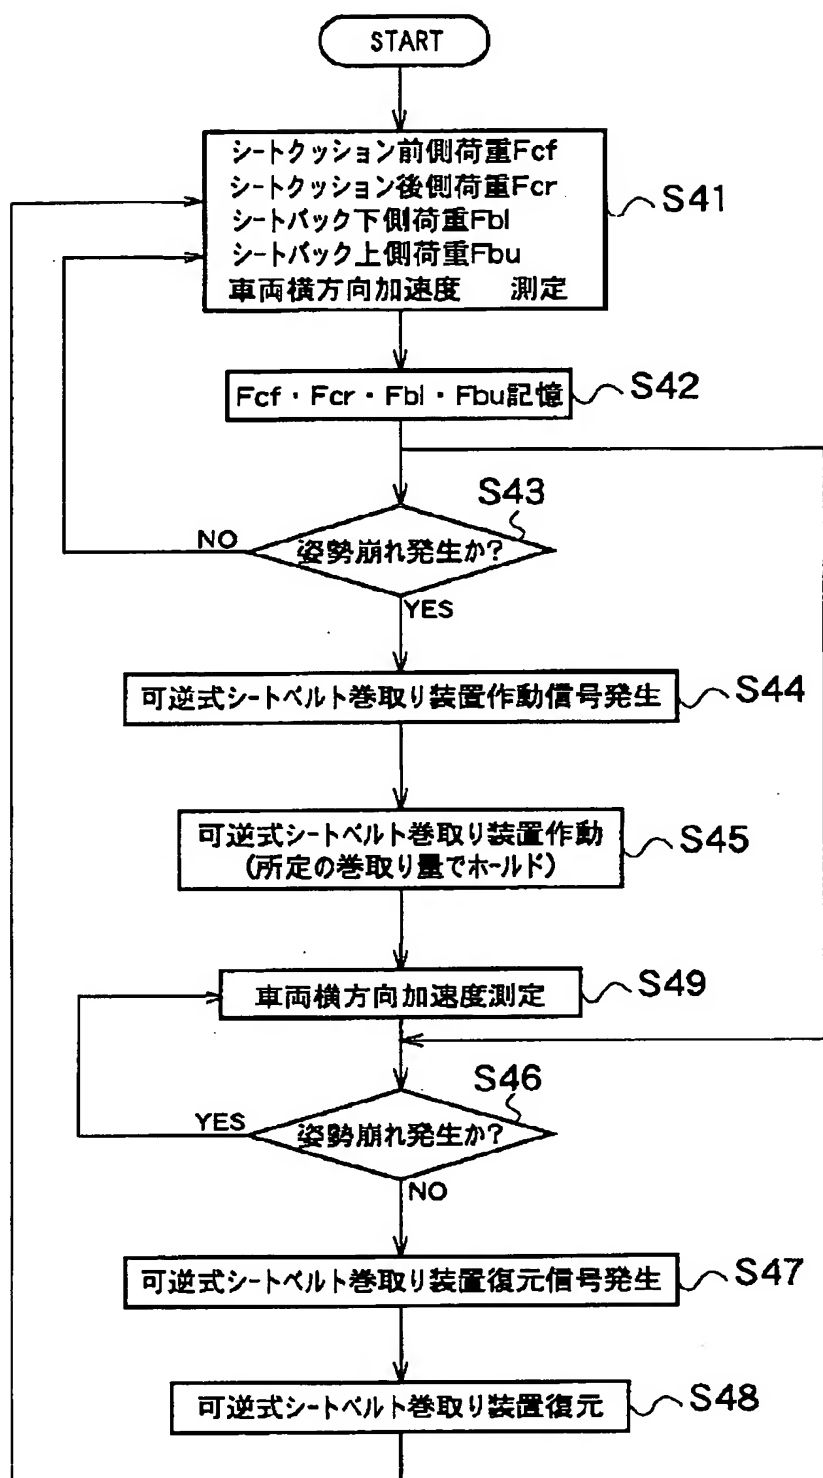 START
シートクッション前側荷重Fcf
シートクッション後側荷重Fcr
シートバック下側荷重Fbl
シートバック上側荷重Fbu
車両横方向加速度 測定
S41
Fcf・Fcr・Fbl・Fbu記憶
S42
S43
NO
姿勢崩れ発生か?
YES
可逆式シートベルト巻取り装置作動信号発生
S44
可逆式シートベルト巻取り装置作動
(所定の巻取り量でホールド)
S45
車両横方向加速度測定
S49
S46
YES
姿勢崩れ発生か?
NO
可逆式シートベルト巻取り装置復元信号発生
S47
可逆式シートベルト巻取り装置復元
S48